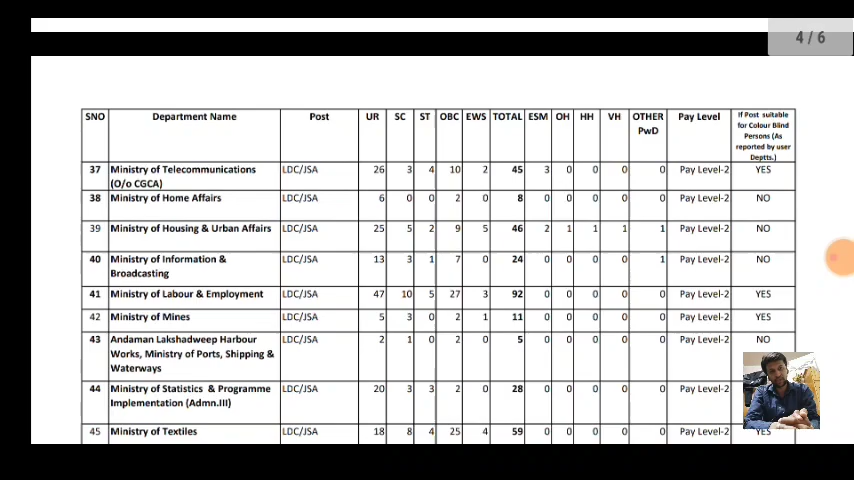 4 / 6
SNO Department Name Post UR SC ST OBC EWS TOTAL ESM OH HH VH OTHER PwD Pay Level If Post suitable for Colour Blind Persons (As reported by user Deptts.)
37 Ministry of Telecommunications (O/o CGCA) LDC/JSA 26 3 4 10 2 45 3 0 0 0 0 Pay Level-2 YES
38 Ministry of Home Affairs LDC/JSA 6 0 0 2 0 8 0 0 0 0 0 Pay Level-2 NO
39 Ministry of Housing & Urban Affairs LDC/JSA 25 5 2 9 5 46 2 1 1 1 1 Pay Level-2 NO
40 Ministry of Information & Broadcasting LDC/JSA 13 3 1 7 0 24 0 0 0 0 1 Pay Level-2 NO
41 Ministry of Labour & Employment LDC/JSA 47 10 5 27 3 92 0 0 0 0 0 Pay Level-2 YES
42 Ministry of Mines LDC/JSA 5 3 0 2 1 11 0 0 0 0 0 Pay Level-2 YES
43 Andaman Lakshadweep Harbour Works, Ministry of Ports, Shipping & Waterways LDC/JSA 2 1 0 2 0 5 0 0 0 0 0 Pay Level-2 NO
44 Ministry of Statistics & Programme Implementation (Admn.III) LDC/JSA 20 3 3 2 0 28 0 0 0 0 0 Pay Level-2
45 Ministry of Textiles LDC/JSA 18 8 4 25 4 59 0 0 0 0 0 Pay Level-2 YES